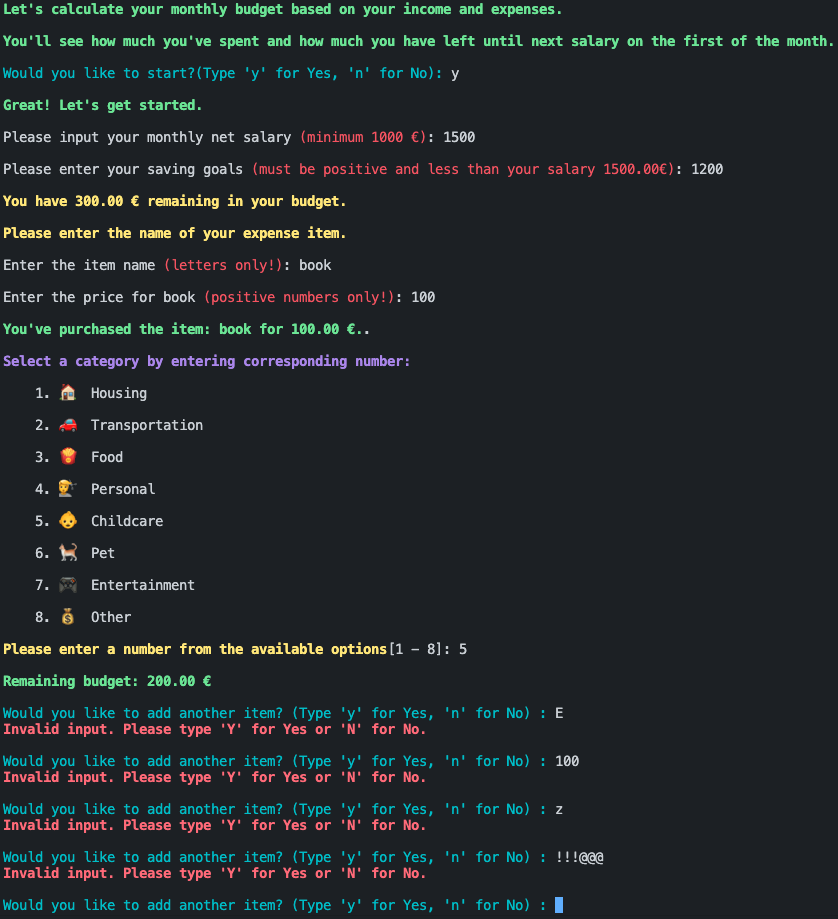 Let's calculate your monthly budget based on your income and expenses.
You'll see how much you've spent and how much you have left until next salary on the first of the month.
Would you like to start?(Type 'y' for Yes, 'n' for No): y
Great! Let's get started.
Please input your monthly net salary (minimum 1000 €): 1500
Please enter your saving goals (must be positive and less than your salary 1500.00€): 1200
You have 300.00 € remaining in your budget.
Please enter the name of your expense item.
Enter the item name (letters only!): book
Enter the price for book (positive numbers only!): 100
You've purchased the item: book for 100.00 €..
Select a category by entering corresponding number:
1. 🏠 Housing
2. 🚗 Transportation
3. 🍟 Food
4. 💇 Personal
5. 👶 Childcare
6. 🐕 Pet
7. 🎮 Entertainment
8. 💰 Other
Please enter a number from the available options[1 - 8]: 5
Remaining budget: 200.00 €
Would you like to add another item? (Type 'y' for Yes, 'n' for No) : E
Invalid input. Please type 'Y' for Yes or 'N' for No.
Would you like to add another item? (Type 'y' for Yes, 'n' for No) : 100
Invalid input. Please type 'Y' for Yes or 'N' for No.
Would you like to add another item? (Type 'y' for Yes, 'n' for No) : z
Invalid input. Please type 'Y' for Yes or 'N' for No.
Would you like to add another item? (Type 'y' for Yes, 'n' for No) : !!!@@@
Invalid input. Please type 'Y' for Yes or 'N' for No.
Would you like to add another item? (Type 'y' for Yes, 'n' for No) :